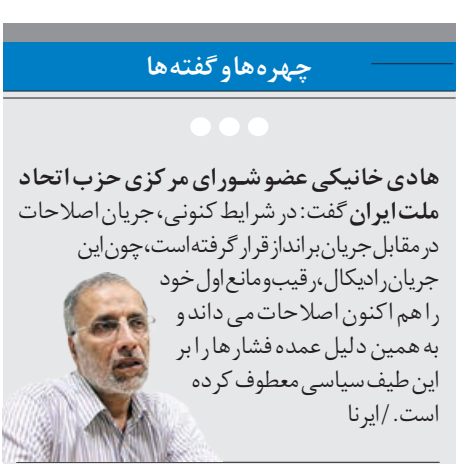 چهره‌ها و گفته‌ها
هادی خانیکی عضو شورای مرکزی حزب اتحاد
ملت ایران گفت: در شرایط کنونی، جریان اصلاحات
در مقابل جریان برانداز قرار گرفته است، چون این
جریان رادیکال، رقیب و مانع اول خود
را هم اکنون اصلاحات می داند و
به همین دلیل عمده فشار ها را بر
این طیف سیاسی معطوف کرده
است. /ایرنا